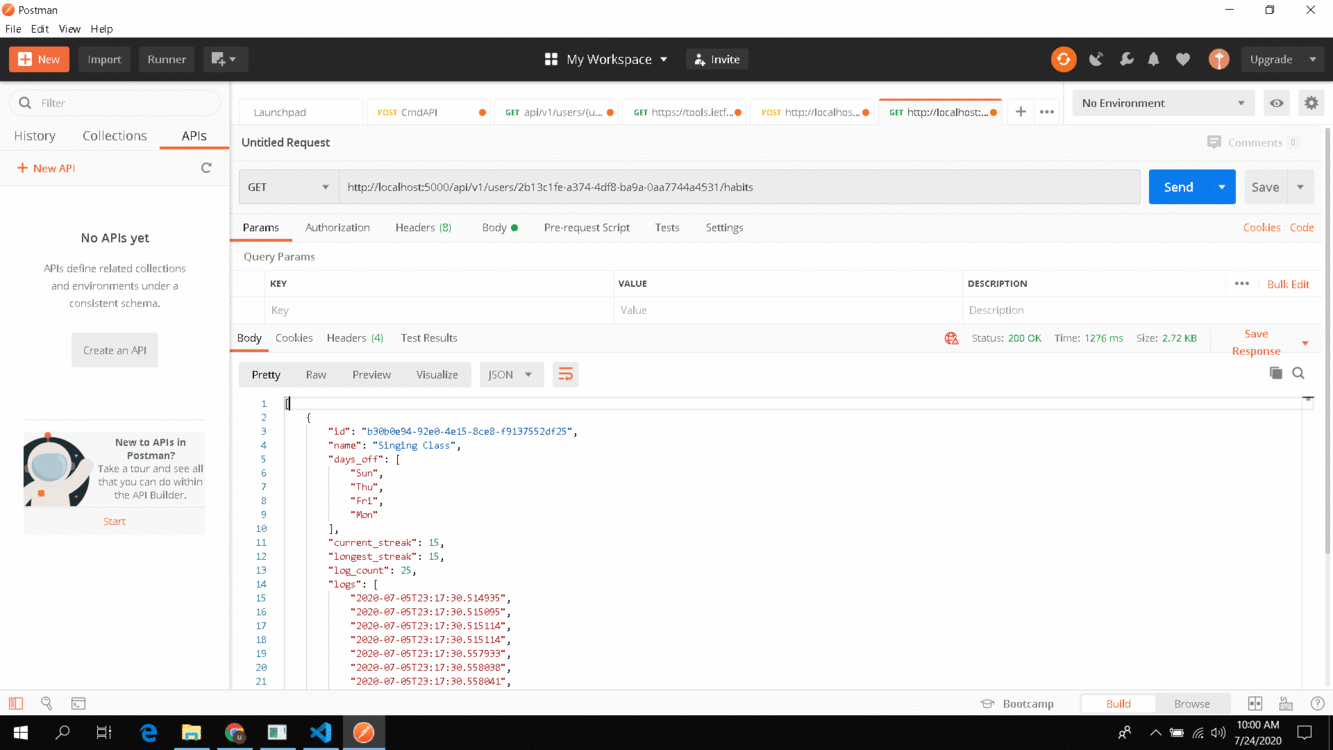 Postman
File Edit View Help
New Import Runner My Workspace Invite Upgrade
Filter
History Collections APIs
New API
No APIs yet
APIs define related collections
and environments under a
consistent schema.
Create an API
New to APIs in
Postman?
Take a tour and see all
that you can do within
the API Builder.
Start
Launchpad POST CmdAPI GET api/v1/users/{u... GET https://tools.ietf... POST http://localhos... GET http://localhost:... No Environment
Untitled Request Comments 0
GET http://localhost:5000/api/v1/users/2b13c1fe-a374-4df8-ba9a-0aa7744a4531/habits Send Save
Params Authorization Headers (8) Body Pre-request Script Tests Settings Cookies Code
Query Params
KEY VALUE DESCRIPTION Bulk Edit
Key Value Description
Body Cookies Headers (4) Test Results Status: 200 OK Time: 1276 ms Size: 2.72 KB Save
Response
Pretty Raw Preview Visualize JSON
1 [
2 {
3 "id": "b30b0e94-92e0-4e15-8ce8-f9137552df25",
4 "name": "Singing Class",
5 "days_off": [
6 "Sun",
7 "Thu",
8 "Fri",
9 "Mon"
10 ],
11 "current_streak": 15,
12 "longest_streak": 15,
13 "log_count": 25,
14 "logs": [
15 "2020-07-05T23:17:30.514935",
16 "2020-07-05T23:17:30.515095",
17 "2020-07-05T23:17:30.515114",
18 "2020-07-05T23:17:30.515114",
19 "2020-07-05T23:17:30.557933",
20 "2020-07-05T23:17:30.558038",
21 "2020-07-05T23:17:30.558041",
Bootcamp Build Browse
10:00 AM
7/24/2020